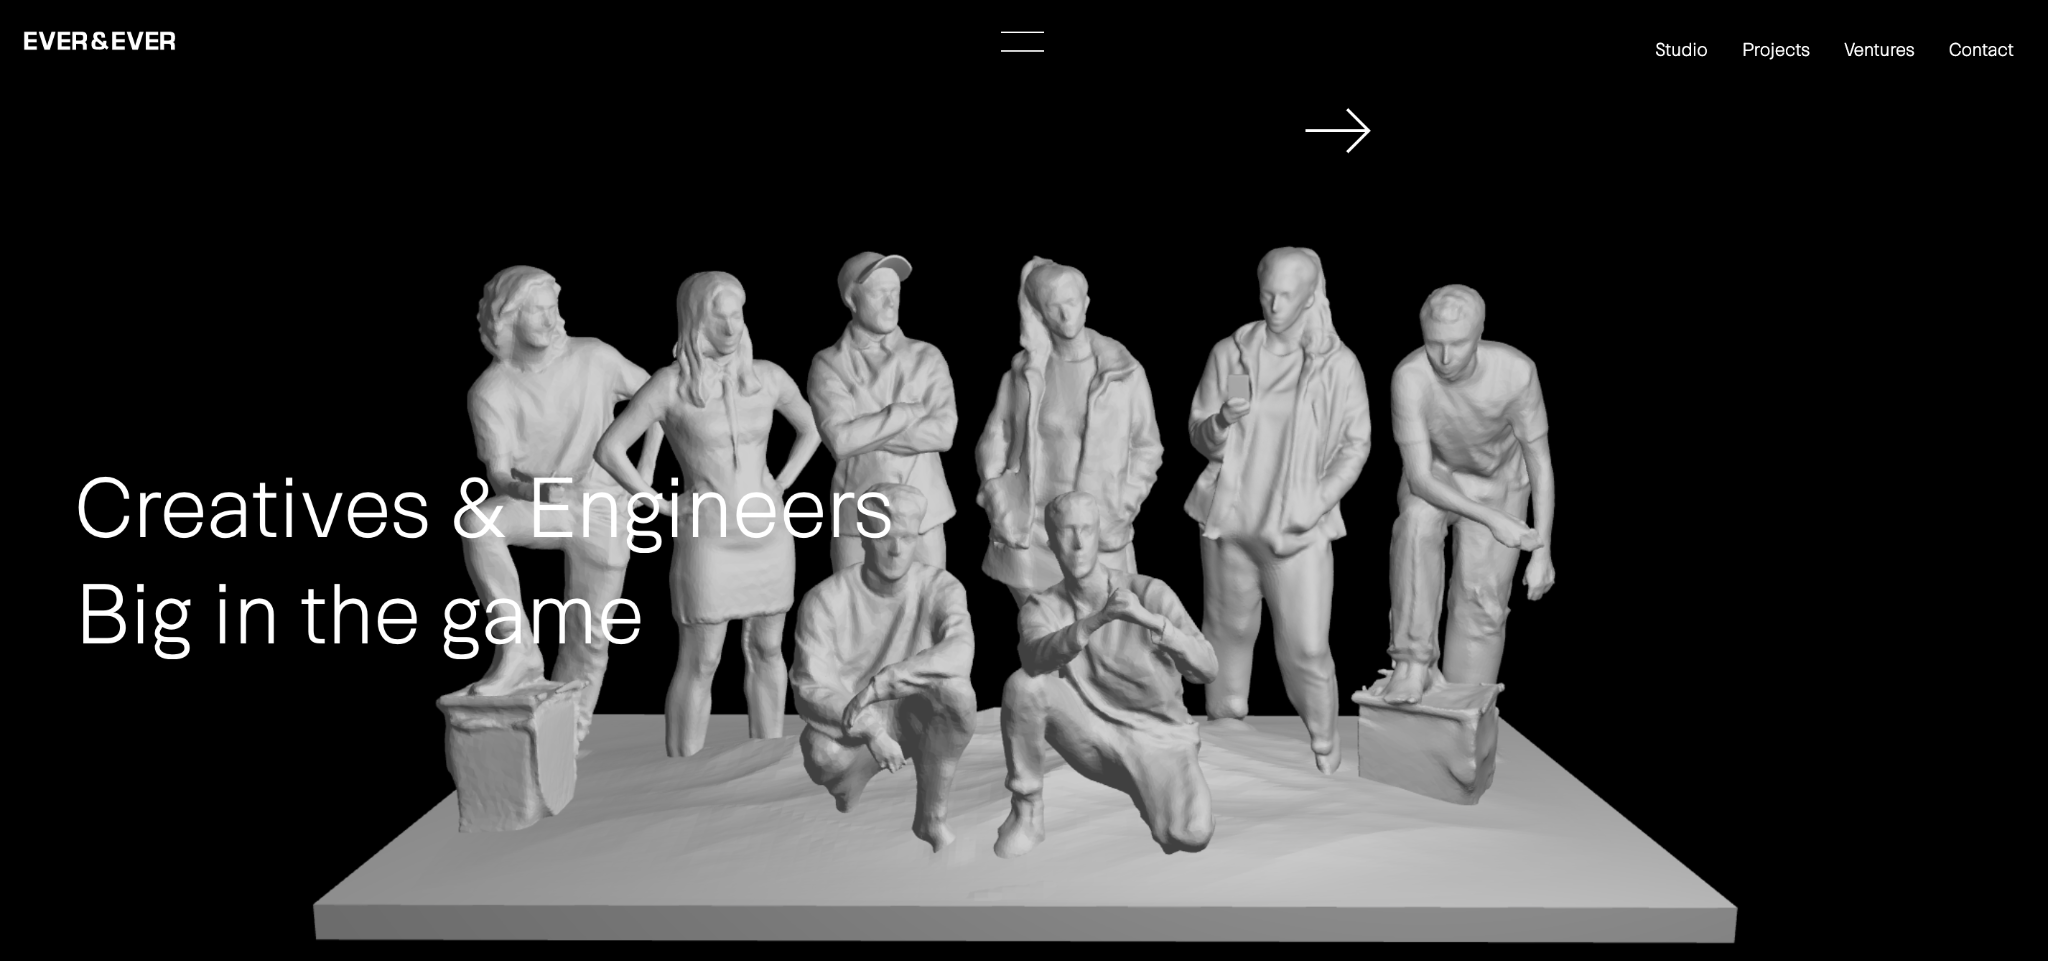 EVER & EVER
Studio Projects Ventures Contact
Creatives & Engineers
Big in the game